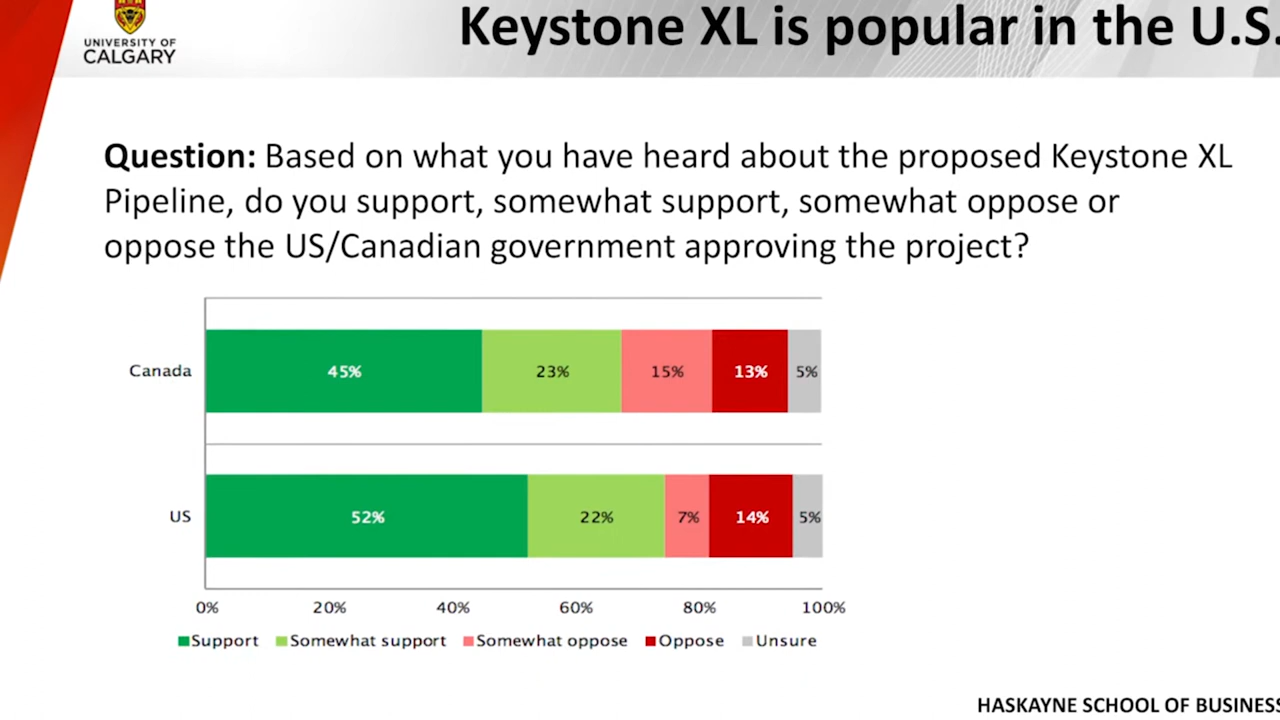 Keystone XL is popular in the U.S.
UNIVERSITY OF
CALGARY
Question: Based on what you have heard about the proposed Keystone XL
Pipeline, do you support, somewhat support, somewhat oppose or
oppose the US/Canadian government approving the project?
Canada 45% 23% 15% 13% 5%
US 52% 22% 7% 14% 5%
0% 20% 40% 60% 80% 100%
Support Somewhat support Somewhat oppose Oppose Unsure
HASKAYNE SCHOOL OF BUSINESS